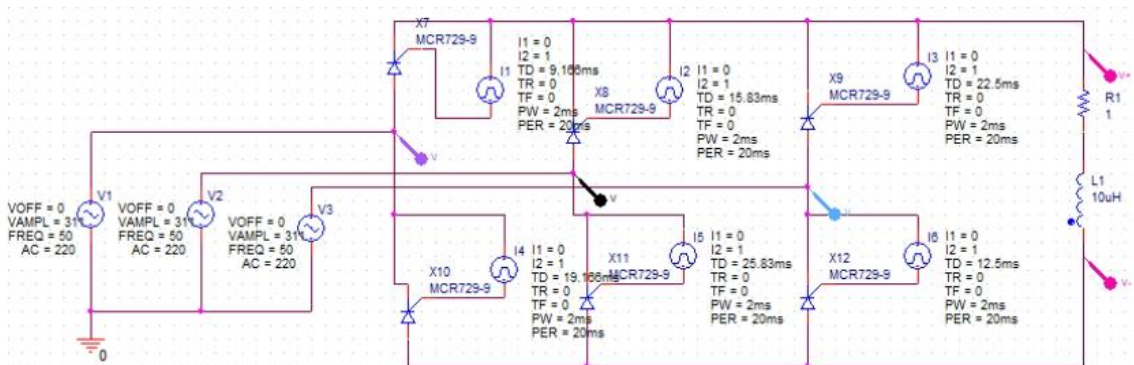 X7
MCR729-9
I1
I1 = 0
I2 = 1
TD = 9.166ms
TR = 0
TF = 0
PW = 2ms
PER = 20ms
X8
MCR729-9
I2
I1 = 0
I2 = 1
TD = 15.83ms
TR = 0
TF = 0
PW = 2ms
PER = 20ms
X9
MCR729-9
I3
I1 = 0
I2 = 1
TD = 22.5ms
TR = 0
TF = 0
PW = 2ms
PER = 20ms
V+
R1
1
L1
10uH
V-
V
V
V1
VOFF = 0
VAMPL = 311
FREQ = 50
AC = 220
V2
VOFF = 0
VAMPL = 311
FREQ = 50
AC = 220
V3
VOFF = 0
VAMPL = 311
FREQ = 50
AC = 220
0
X10
MCR729-9
I4
I1 = 0
I2 = 1
TD = 19.166ms
TR = 0
TF = 0
PW = 2ms
PER = 20ms
X11
MCR729-9
I5
I1 = 0
I2 = 1
TD = 25.83ms
TR = 0
TF = 0
PW = 2ms
PER = 20ms
X12
MCR729-9
I6
I1 = 0
I2 = 1
TD = 12.5ms
TR = 0
TF = 0
PW = 2ms
PER = 20ms